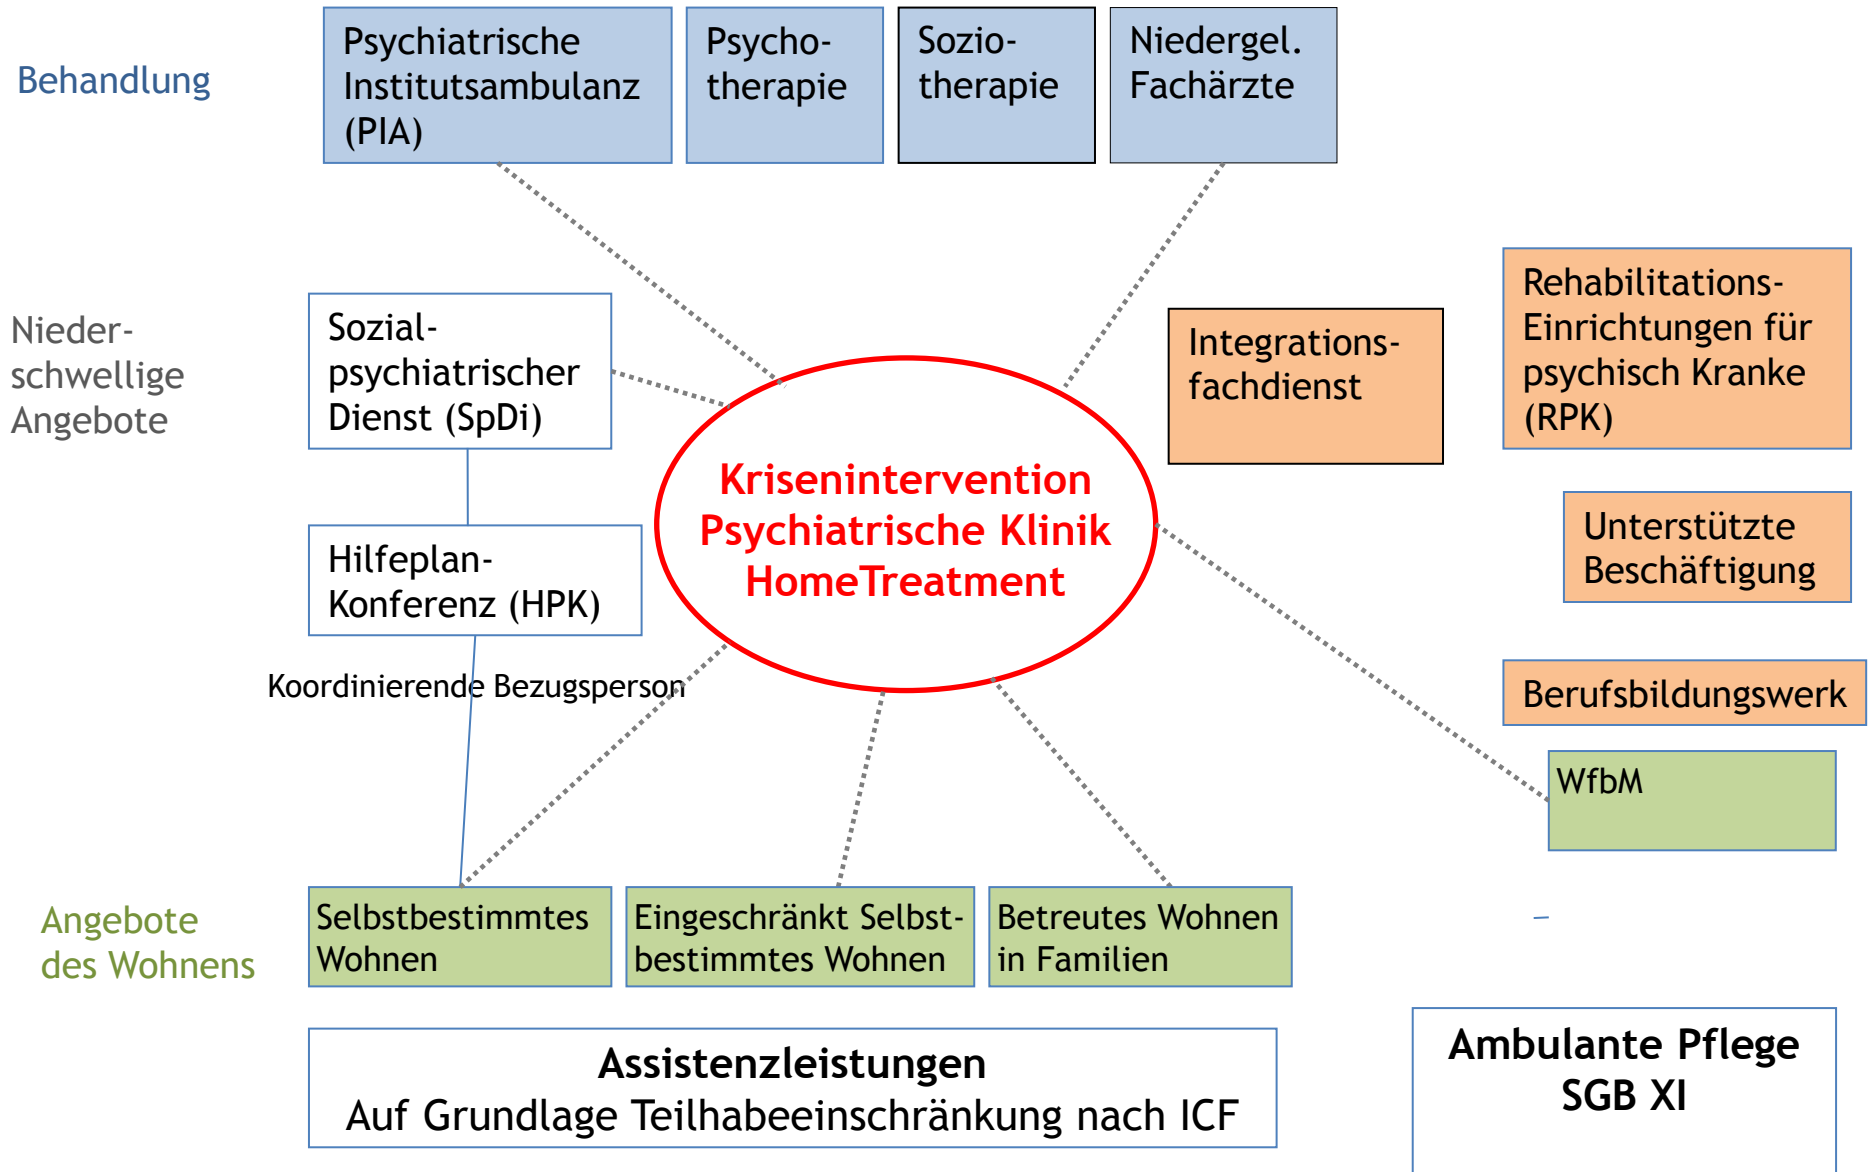 Behandlung
Psychiatrische
Institutsambulanz
(PIA)
Psycho-
therapie
Sozio-
therapie
Niedergel.
Fachärzte
Nieder-
schwellige
Angebote
Sozial-
psychiatrischer
Dienst (SpDi)
Integrations-
fachdienst
Rehabilitations-
Einrichtungen für
psychisch Kranke
(RPK)
Krisenintervention
Psychiatrische Klinik
HomeTreatment
Hilfeplan-
Konferenz (HPK)
Unterstützte
Beschäftigung
Koordinierende Bezugsperson
Berufsbildungswerk
WfbM
Angebote
des Wohnens
Selbstbestimmtes
Wohnen
Eingeschränkt Selbst-
bestimmtes Wohnen
Betreutes Wohnen
in Familien
Assistenzleistungen
Auf Grundlage Teilhabeeinschränkung nach ICF
Ambulante Pflege
SGB XI